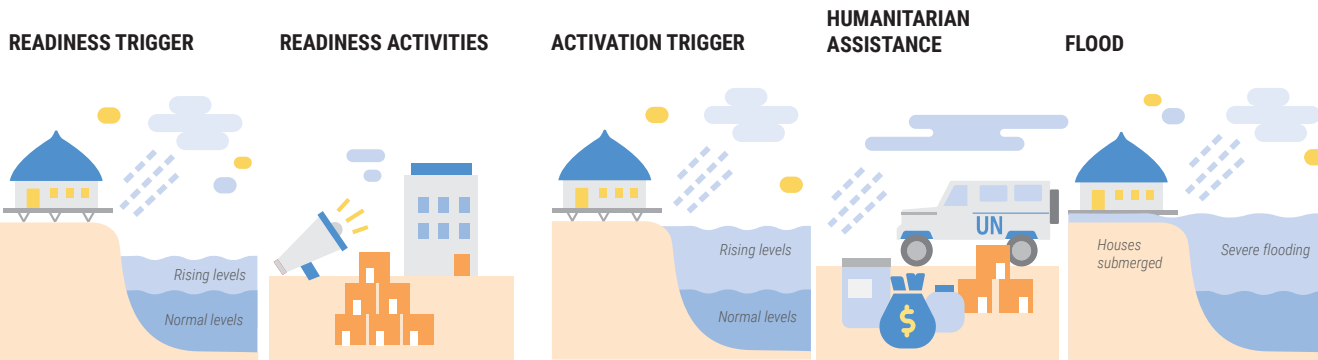 READINESS TRIGGER
READINESS ACTIVITIES
ACTIVATION TRIGGER
HUMANITARIAN
ASSISTANCE
FLOOD
Rising levels
Normal levels
Rising levels
Normal levels
UN
$
Houses
submerged
Severe flooding